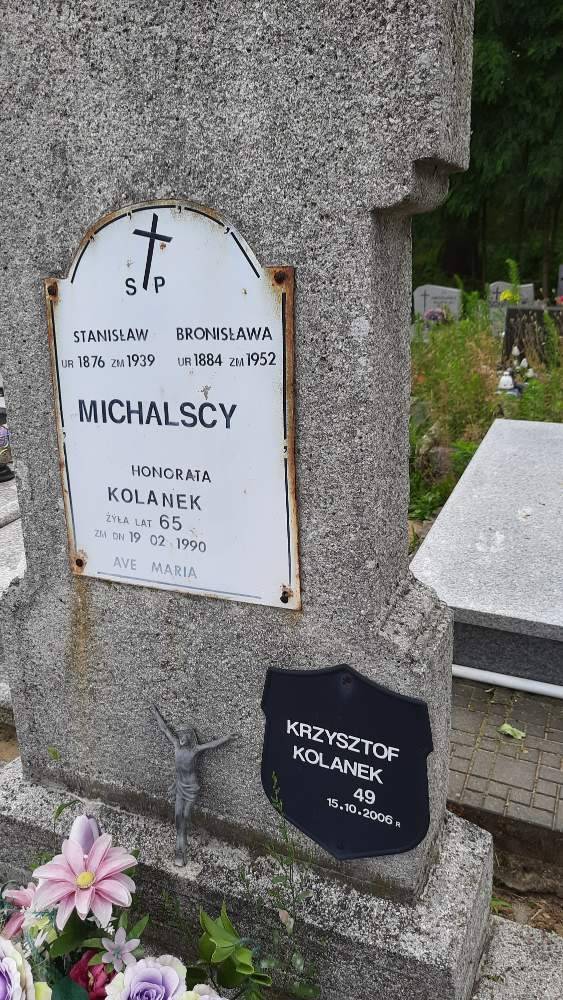 S P
STANISŁAW BRONISŁAWA
UR 1876 ZM 1939 UR 1884 ZM 1952
MICHALSCY
HONORATA
KOLANEK
ŻYŁA LAT 65
ZM DN 19 02 1990
AVE MARIA
KRZYSZTOF
KOLANEK
49
15.10.2006 R